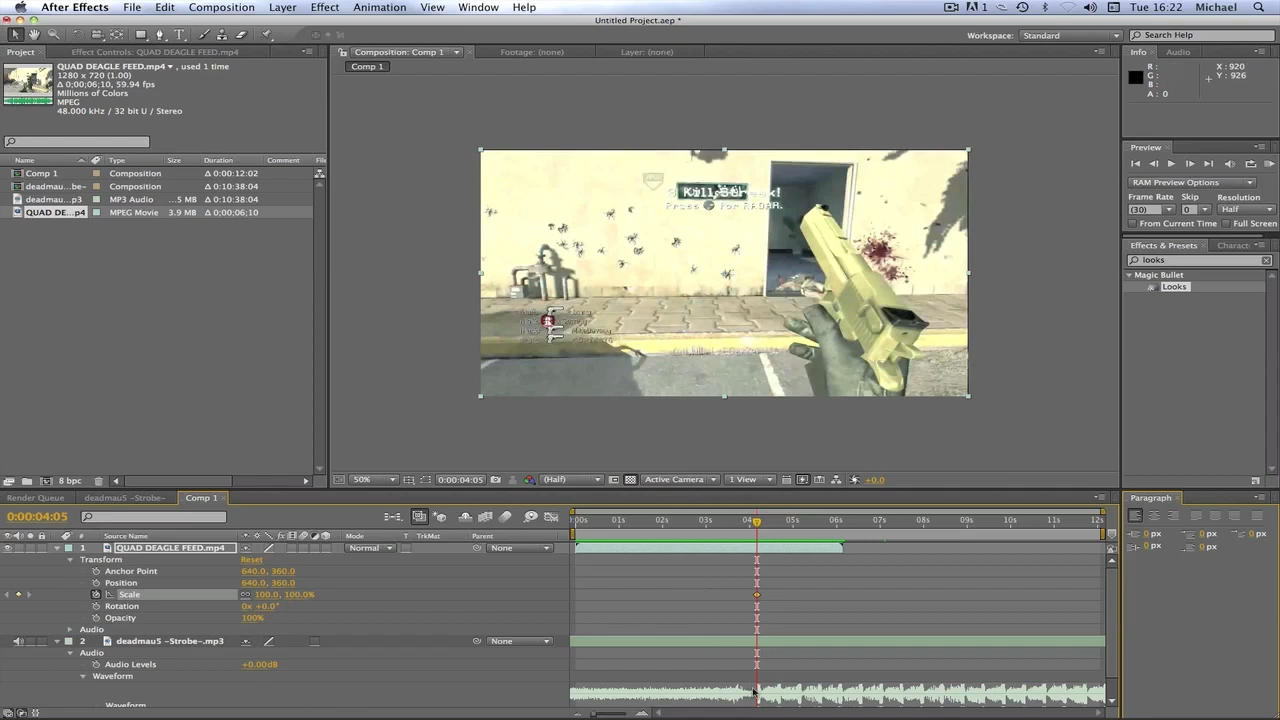 After Effects File Edit Composition Layer Effect Animation View Window Help 1 Tue 16:22 Michael
Untitled Project.aep *
Workspace: Standard Search Help
Project Effect Controls: QUAD DEAGLE FEED.mp4
QUAD DEAGLE FEED.mp4 , used 1 time
1280 x 720 (1.00)
Δ 0;00;06;10, 59.94 fps
Millions of Colors
MPEG
48.000 kHz / 32 bit U / Stereo
Name Type Size Duration Comment File
Comp 1 Composition 0:00:12:02
deadmau...be- Composition 0:10:38:04
deadmau...p3 MP3 Audio ...5 MB 0:10:38:04
QUAD DE...p4 MPEG Movie 3.9 MB 0;00;06;10
8 bpc
Composition: Comp 1 Footage: (none) Layer: (none)
Comp 1
Press for RADAR.
50% 0:00:04:05 (Half) Active Camera 1 View +0.0
Info Audio
R : X : 920
G : Y : 926
B :
A : 0
Preview
RAM Preview Options
Frame Rate Skip Resolution
(30) 0 Half
From Current Time Full Screen
Effects & Presets Charact
looks
Magic Bullet
Looks
Render Queue deadmau5 -Strobe- Comp 1
0:00:04:05
# Source Name Mode T TrkMat Parent
:00s 01s 02s 03s 04s 05s 06s 07s 08s 09s 10s 11s 12s
1 QUAD DEAGLE FEED.mp4 Normal None
Transform Reset
Anchor Point 640.0, 360.0
Position 640.0, 360.0
Scale 100.0, 100.0%
Rotation 0x +0.0°
Opacity 100%
Audio
2 deadmau5 -Strobe-.mp3 None
Audio
Audio Levels +0.00dB
Waveform
Waveform
Paragraph
0 px 0 px 0 px
0 px 0 px